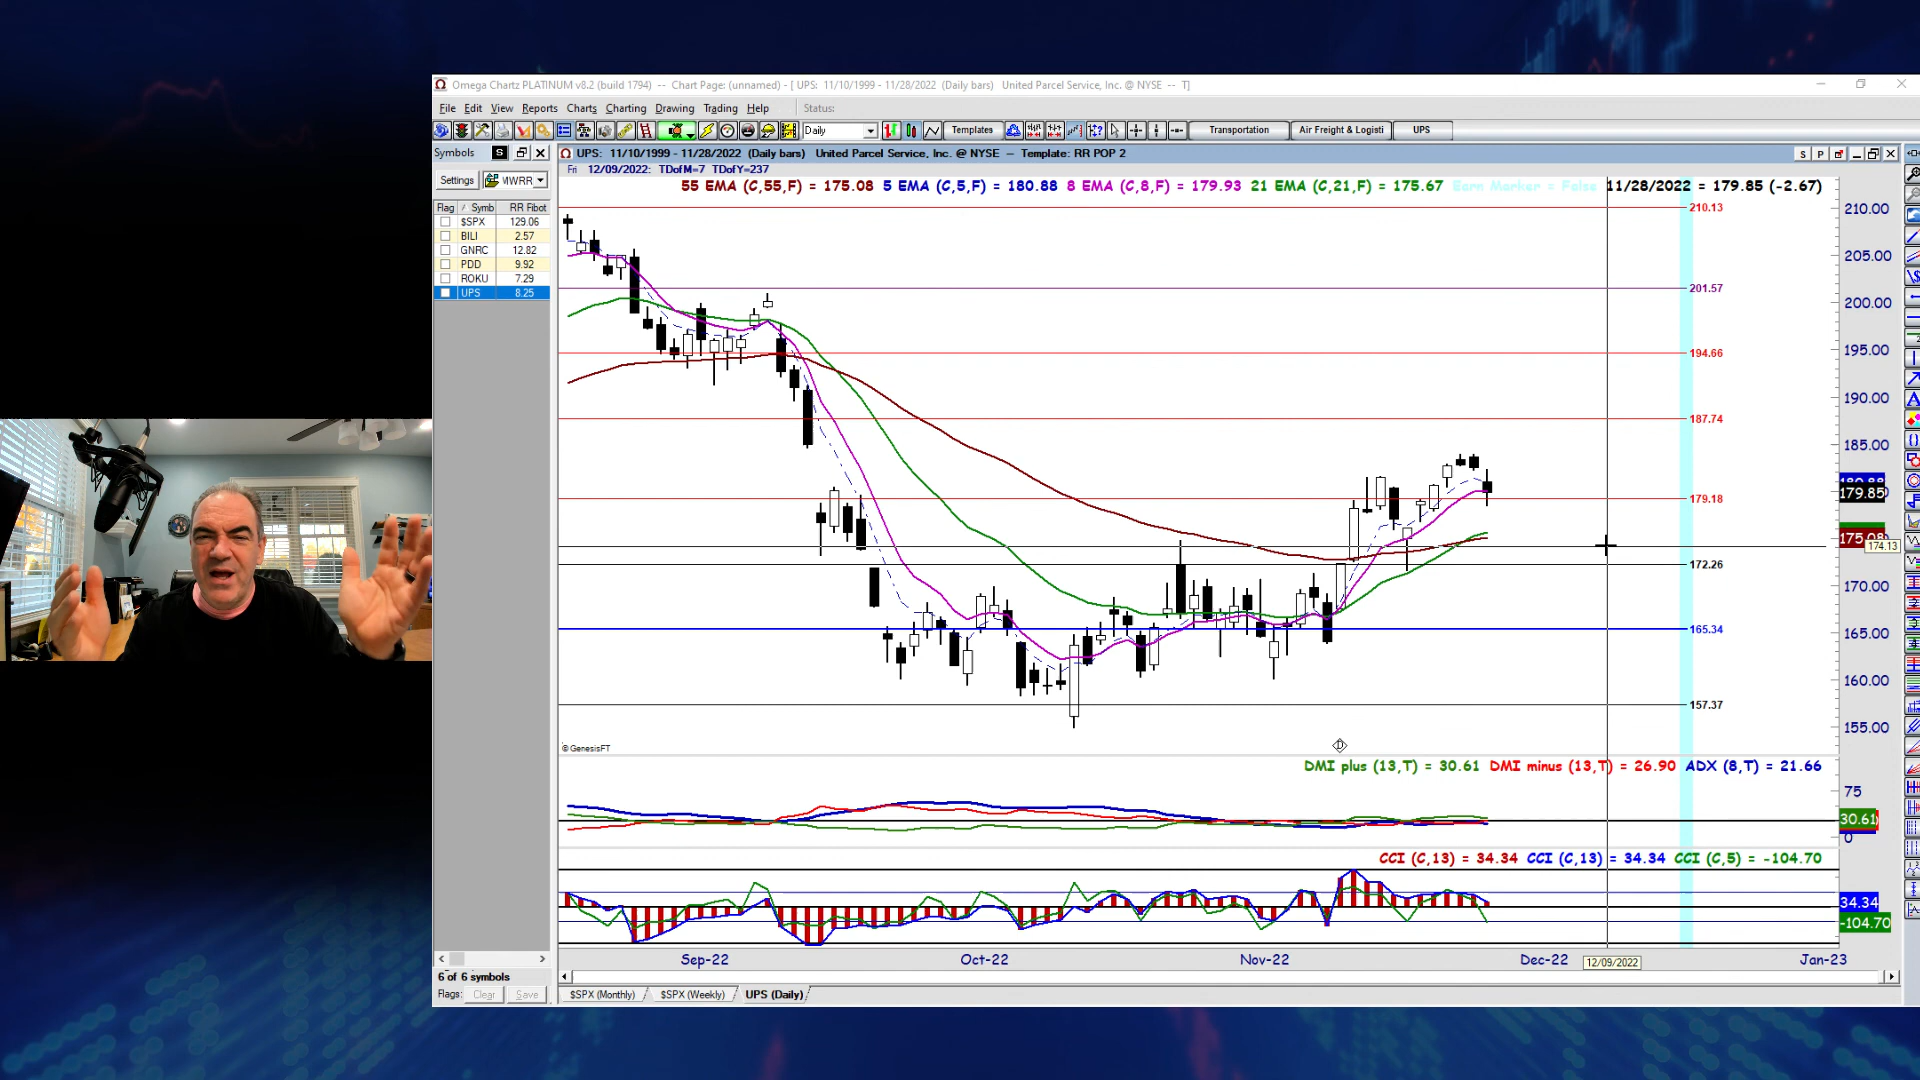 Omega Chartz PLATINUM v8.2 (build 1794) -- Chart Page: (unnamed) - [ UPS: 11/10/1999 - 11/28/2022 (Daily bars) United Parcel Service, Inc. @ NYSE -- T]
File Edit View Reports Charts Charting Drawing Trading Help Status:
Daily Templates Transportation Air Freight & Logisti UPS
Symbols S
UPS: 11/10/1999 - 11/28/2022 (Daily bars) United Parcel Service, Inc. @ NYSE -- Template: RR POP 2 S P
Fri 12/09/2022: TDofM=7 TDofY=237
Settings MWRR
55 EMA (C,55,F) = 175.08 5 EMA (C,5,F) = 180.88 8 EMA (C,8,F) = 179.93 21 EMA (C,21,F) = 175.67 Earn Marker = False 11/28/2022 = 179.85 (-2.67)
Flag Symb RR Fibot
$SPX 129.06
BILI 2.57
GNRC 12.82
PDD 9.92
ROKU 7.29
UPS 8.25
210.13
201.57
194.66
187.74
179.18
172.26
165.34
157.37
210.00
205.00
200.00
195.00
190.00
185.00
180.88
179.85
175.08
174.13
170.00
165.00
160.00
155.00
© GenesisFT
D
DMI plus (13,T) = 30.61 DMI minus (13,T) = 26.90 ADX (8,T) = 21.66
75
30.61
0
CCI (C,13) = 34.34 CCI (C,13) = 34.34 CCI (C,5) = -104.70
34.34
-104.70
Sep-22 Oct-22 Nov-22 Dec-22 12/09/2022 Jan-23
6 of 6 symbols
Flags: Clear Save
$SPX (Monthly) $SPX (Weekly) UPS (Daily)